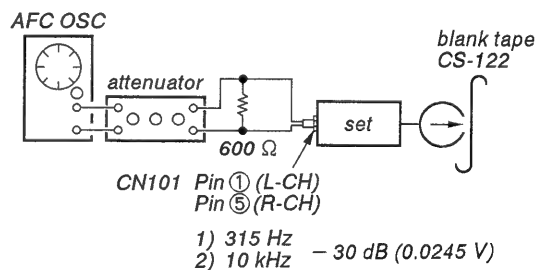 AFC OSC
attenuator
600 Ω
set
blank tape
CS-122
CN101 Pin ① (L-CH)
Pin ⑤ (R-CH)
1) 315 Hz
2) 10 kHz
– 30 dB (0.0245 V)